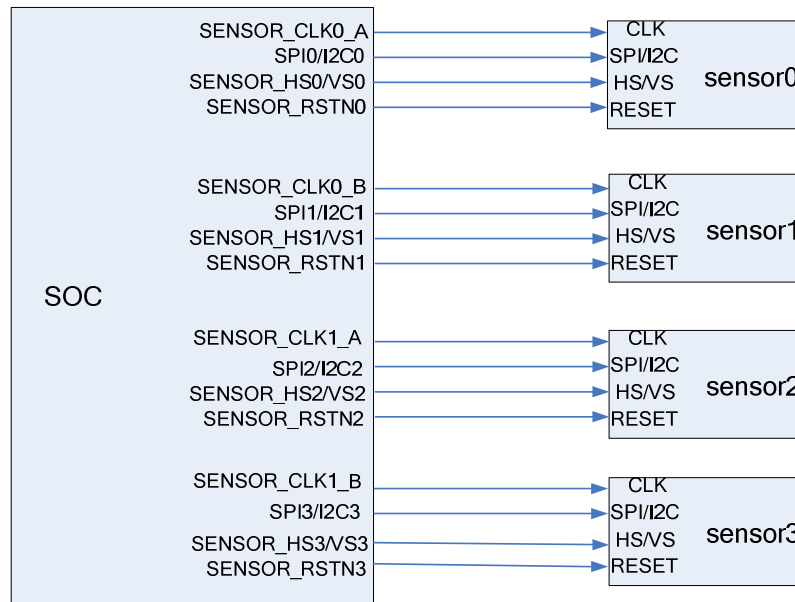 SENSOR_CLK0_A CLK
SPI0/I2C0 SPI/I2C
SENSOR_HS0/VS0 HS/VS sensor0
SENSOR_RSTN0 RESET
SENSOR_CLK0_B CLK
SPI1/I2C1 SPI/I2C
SENSOR_HS1/VS1 HS/VS sensor1
SENSOR_RSTN1 RESET
SOC
SENSOR_CLK1_A CLK
SPI2/I2C2 SPI/I2C
SENSOR_HS2/VS2 HS/VS sensor2
SENSOR_RSTN2 RESET
SENSOR_CLK1_B CLK
SPI3/I2C3 SPI/I2C
SENSOR_HS3/VS3 HS/VS sensor3
SENSOR_RSTN3 RESET